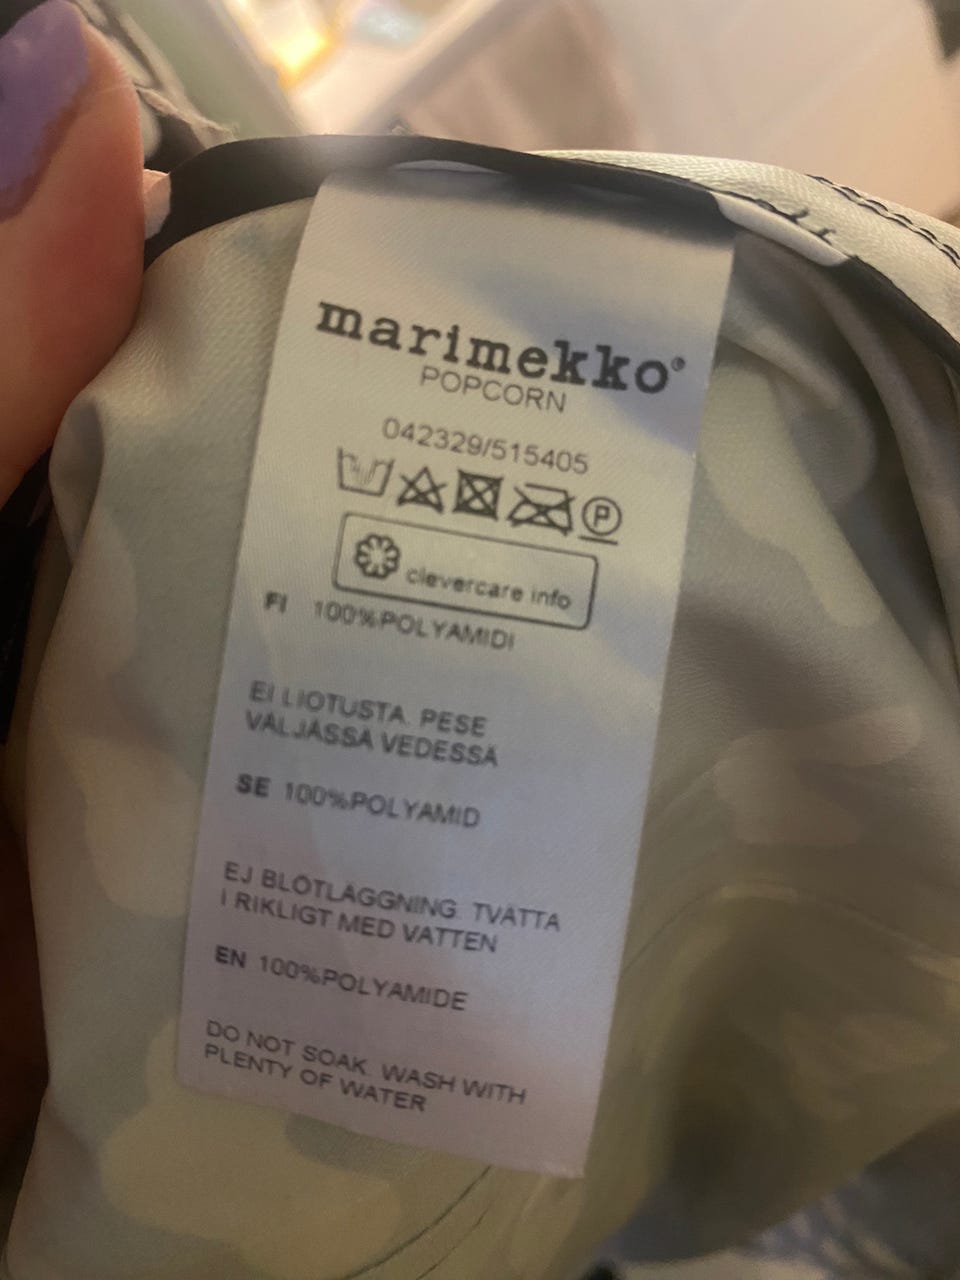 marimekko®
POPCORN
042329/515405
P
clevercare info
FI 100%POLYAMIDI
EI LIOTUSTA. PESE
VÄLJÄSSÄ VEDESSÄ
SE 100%POLYAMID
EJ BLÖTLÄGGNING. TVÄTTA
I RIKLIGT MED VATTEN
EN 100%POLYAMIDE
DO NOT SOAK. WASH WITH
PLENTY OF WATER